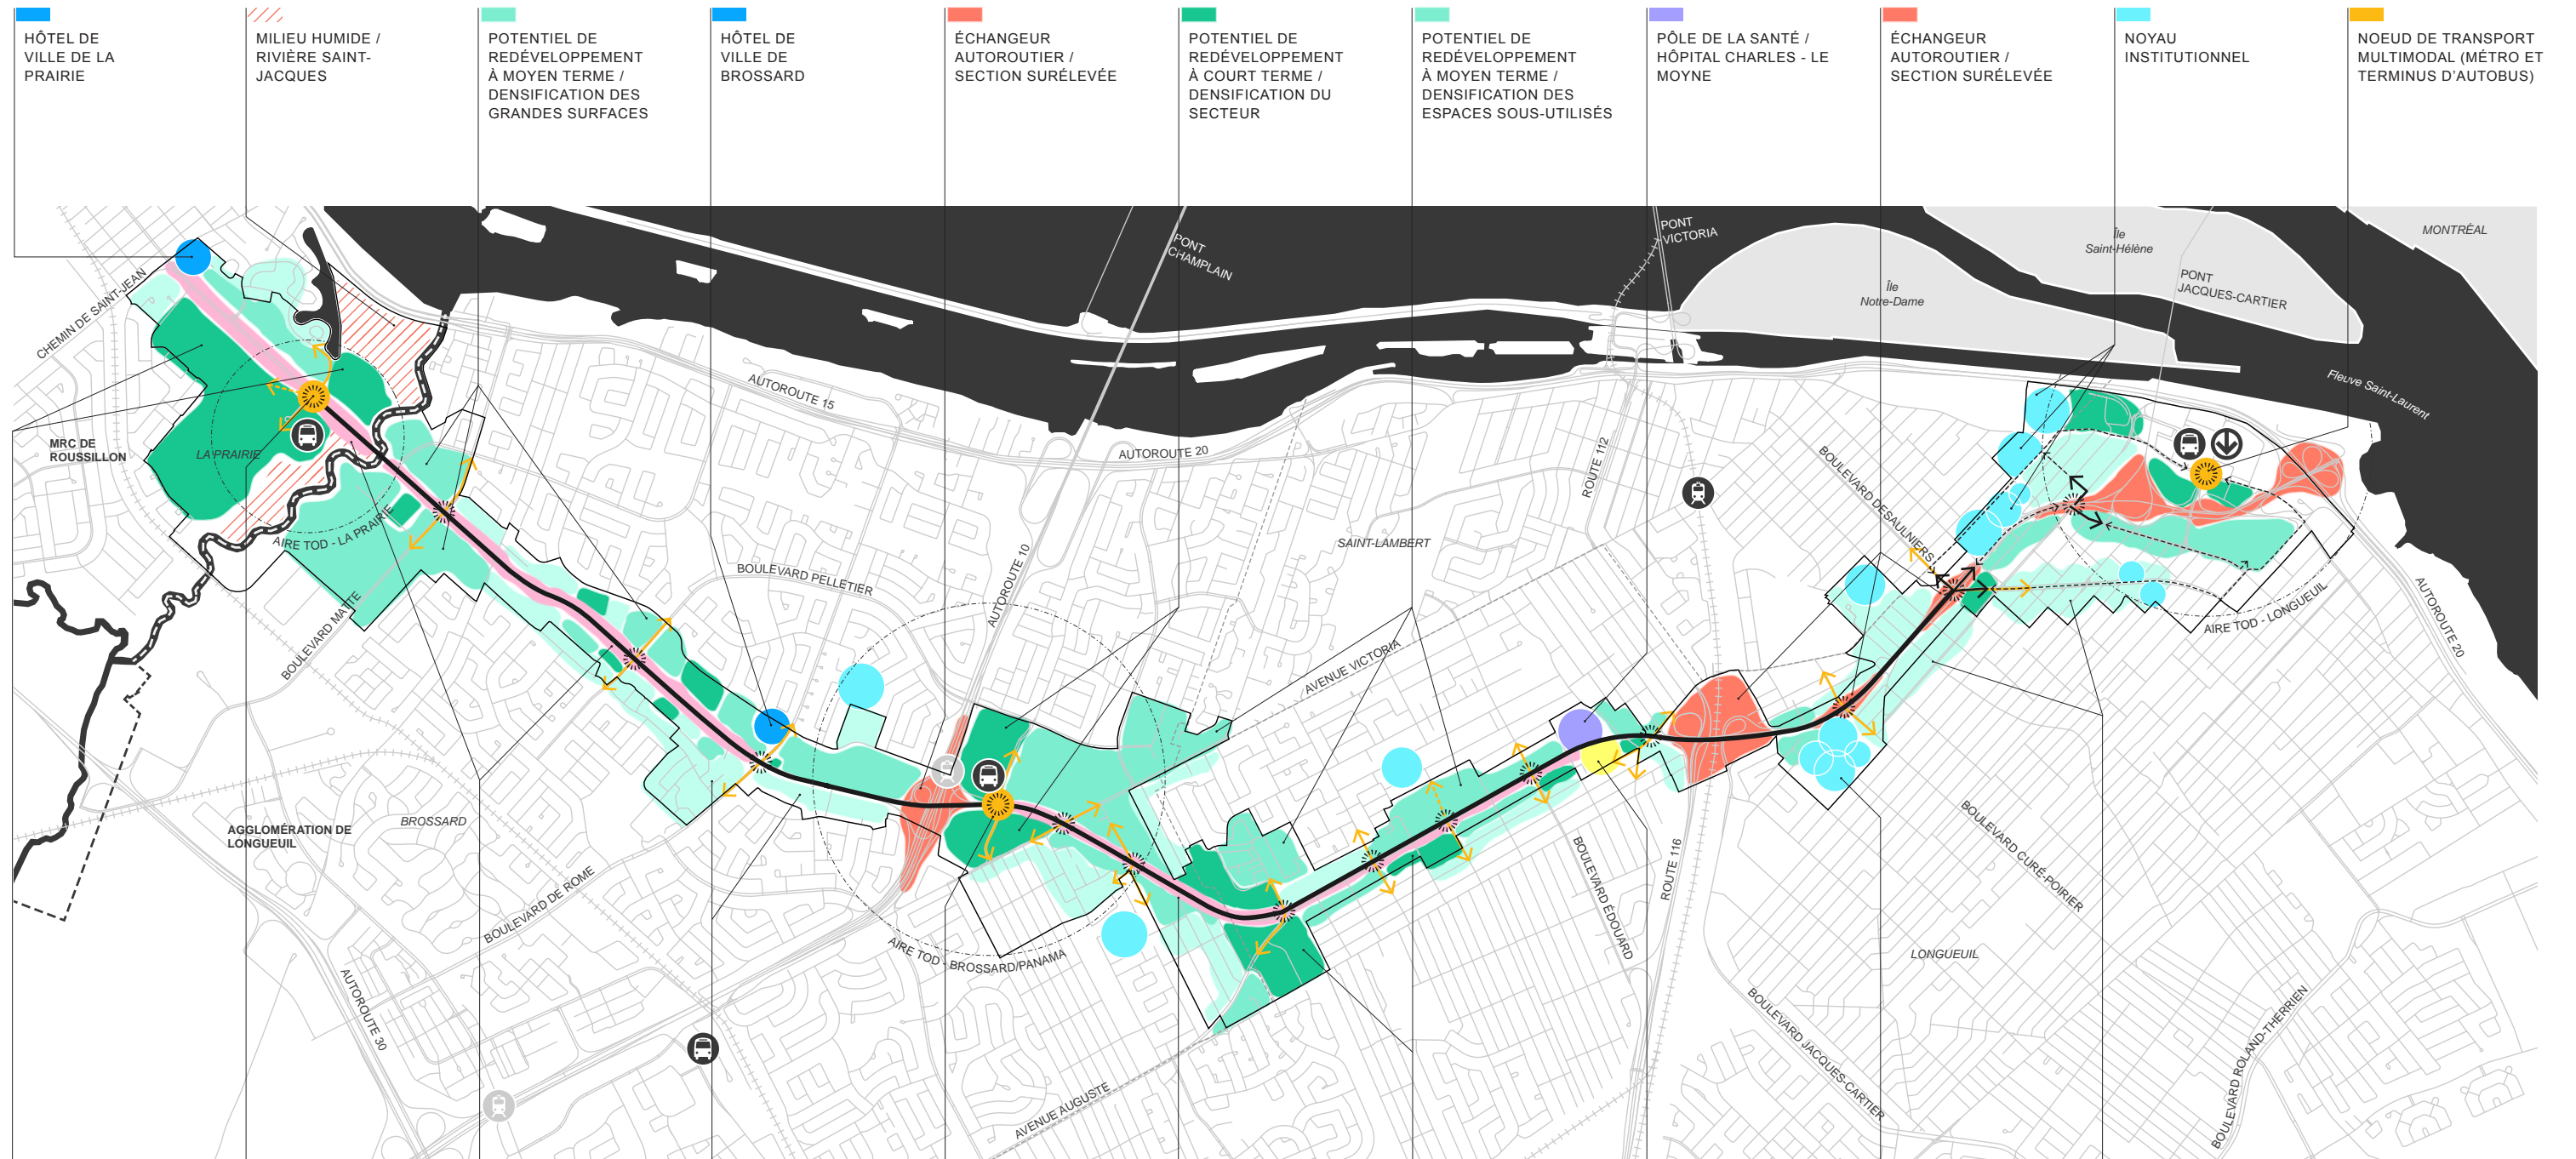 HÔTEL DE
VILLE DE LA
PRAIRIE
MILIEU HUMIDE /
RIVIÈRE SAINT-
JACQUES
POTENTIEL DE
REDÉVELOPPEMENT
À MOYEN TERME /
DENSIFICATION DES
GRANDES SURFACES
HÔTEL DE
VILLE DE
BROSSARD
ÉCHANGEUR
AUTOROUTIER /
SECTION SURÉLEVÉE
POTENTIEL DE
REDÉVELOPPEMENT
À COURT TERME /
DENSIFICATION DU
SECTEUR
POTENTIEL DE
REDÉVELOPPEMENT
À MOYEN TERME /
DENSIFICATION DES
ESPACES SOUS-UTILISÉS
PÔLE DE LA SANTÉ /
HÔPITAL CHARLES - LE
MOYNE
ÉCHANGEUR
AUTOROUTIER /
SECTION SURÉLEVÉE
NOYAU
INSTITUTIONNEL
NOEUD DE TRANSPORT
MULTIMODAL (MÉTRO ET
TERMINUS D'AUTOBUS)
PONT
CHAMPLAIN
PONT
VICTORIA
Île
Saint-Hélène
MONTRÉAL
Île
Notre-Dame
PONT
JACQUES-CARTIER
Fleuve Saint-Laurent
CHEMIN DE SAINT-JEAN
AUTOROUTE 15
AUTOROUTE 20
MRC DE
ROUSSILLON
LA PRAIRIE
AIRE TOD - LA PRAIRIE
BOULEVARD MATTE
BOULEVARD PELLETIER
AUTOROUTE 10
SAINT-LAMBERT
ROUTE 112
BOULEVARD DESAULNIERS
AVENUE VICTORIA
AIRE TOD - LONGUEUIL
AUTOROUTE 20
AGGLOMÉRATION DE
LONGUEUIL
BROSSARD
BOULEVARD DE ROME
AUTOROUTE 30
AIRE TOD - BROSSARD/PANAMA
AVENUE AUGUSTE
BOULEVARD ÉDOUARD
ROUTE 116
BOULEVARD CURÉ-POIRIER
LONGUEUIL
BOULEVARD JACQUES-CARTIER
BOULEVARD ROLAND-THERRIEN